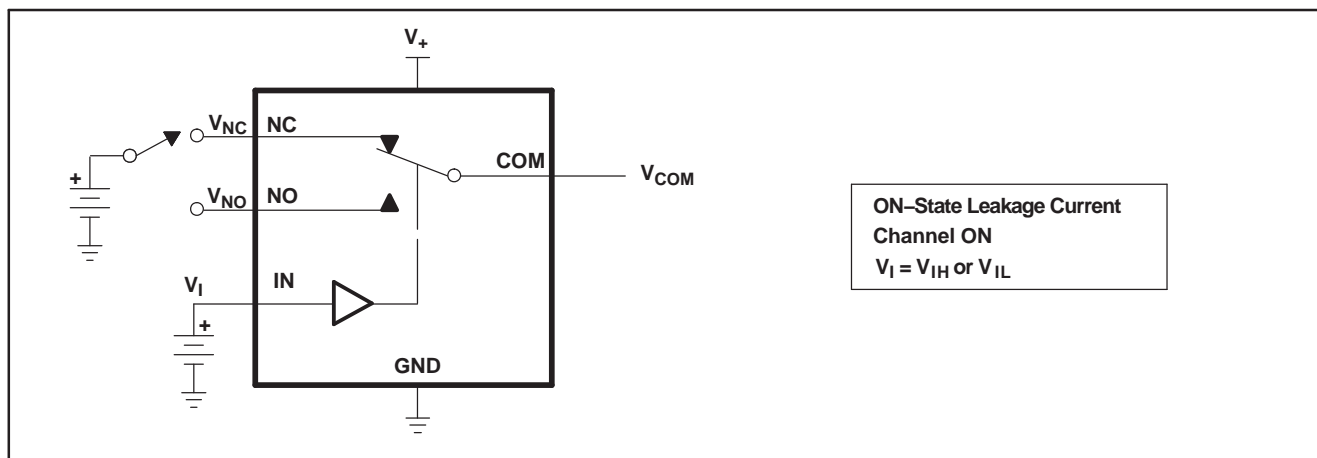 V+
VNC NC
+
COM
VCOM
VNO NO
VI IN
+
GND
ON–State Leakage Current
Channel ON
VI = VIH or VIL